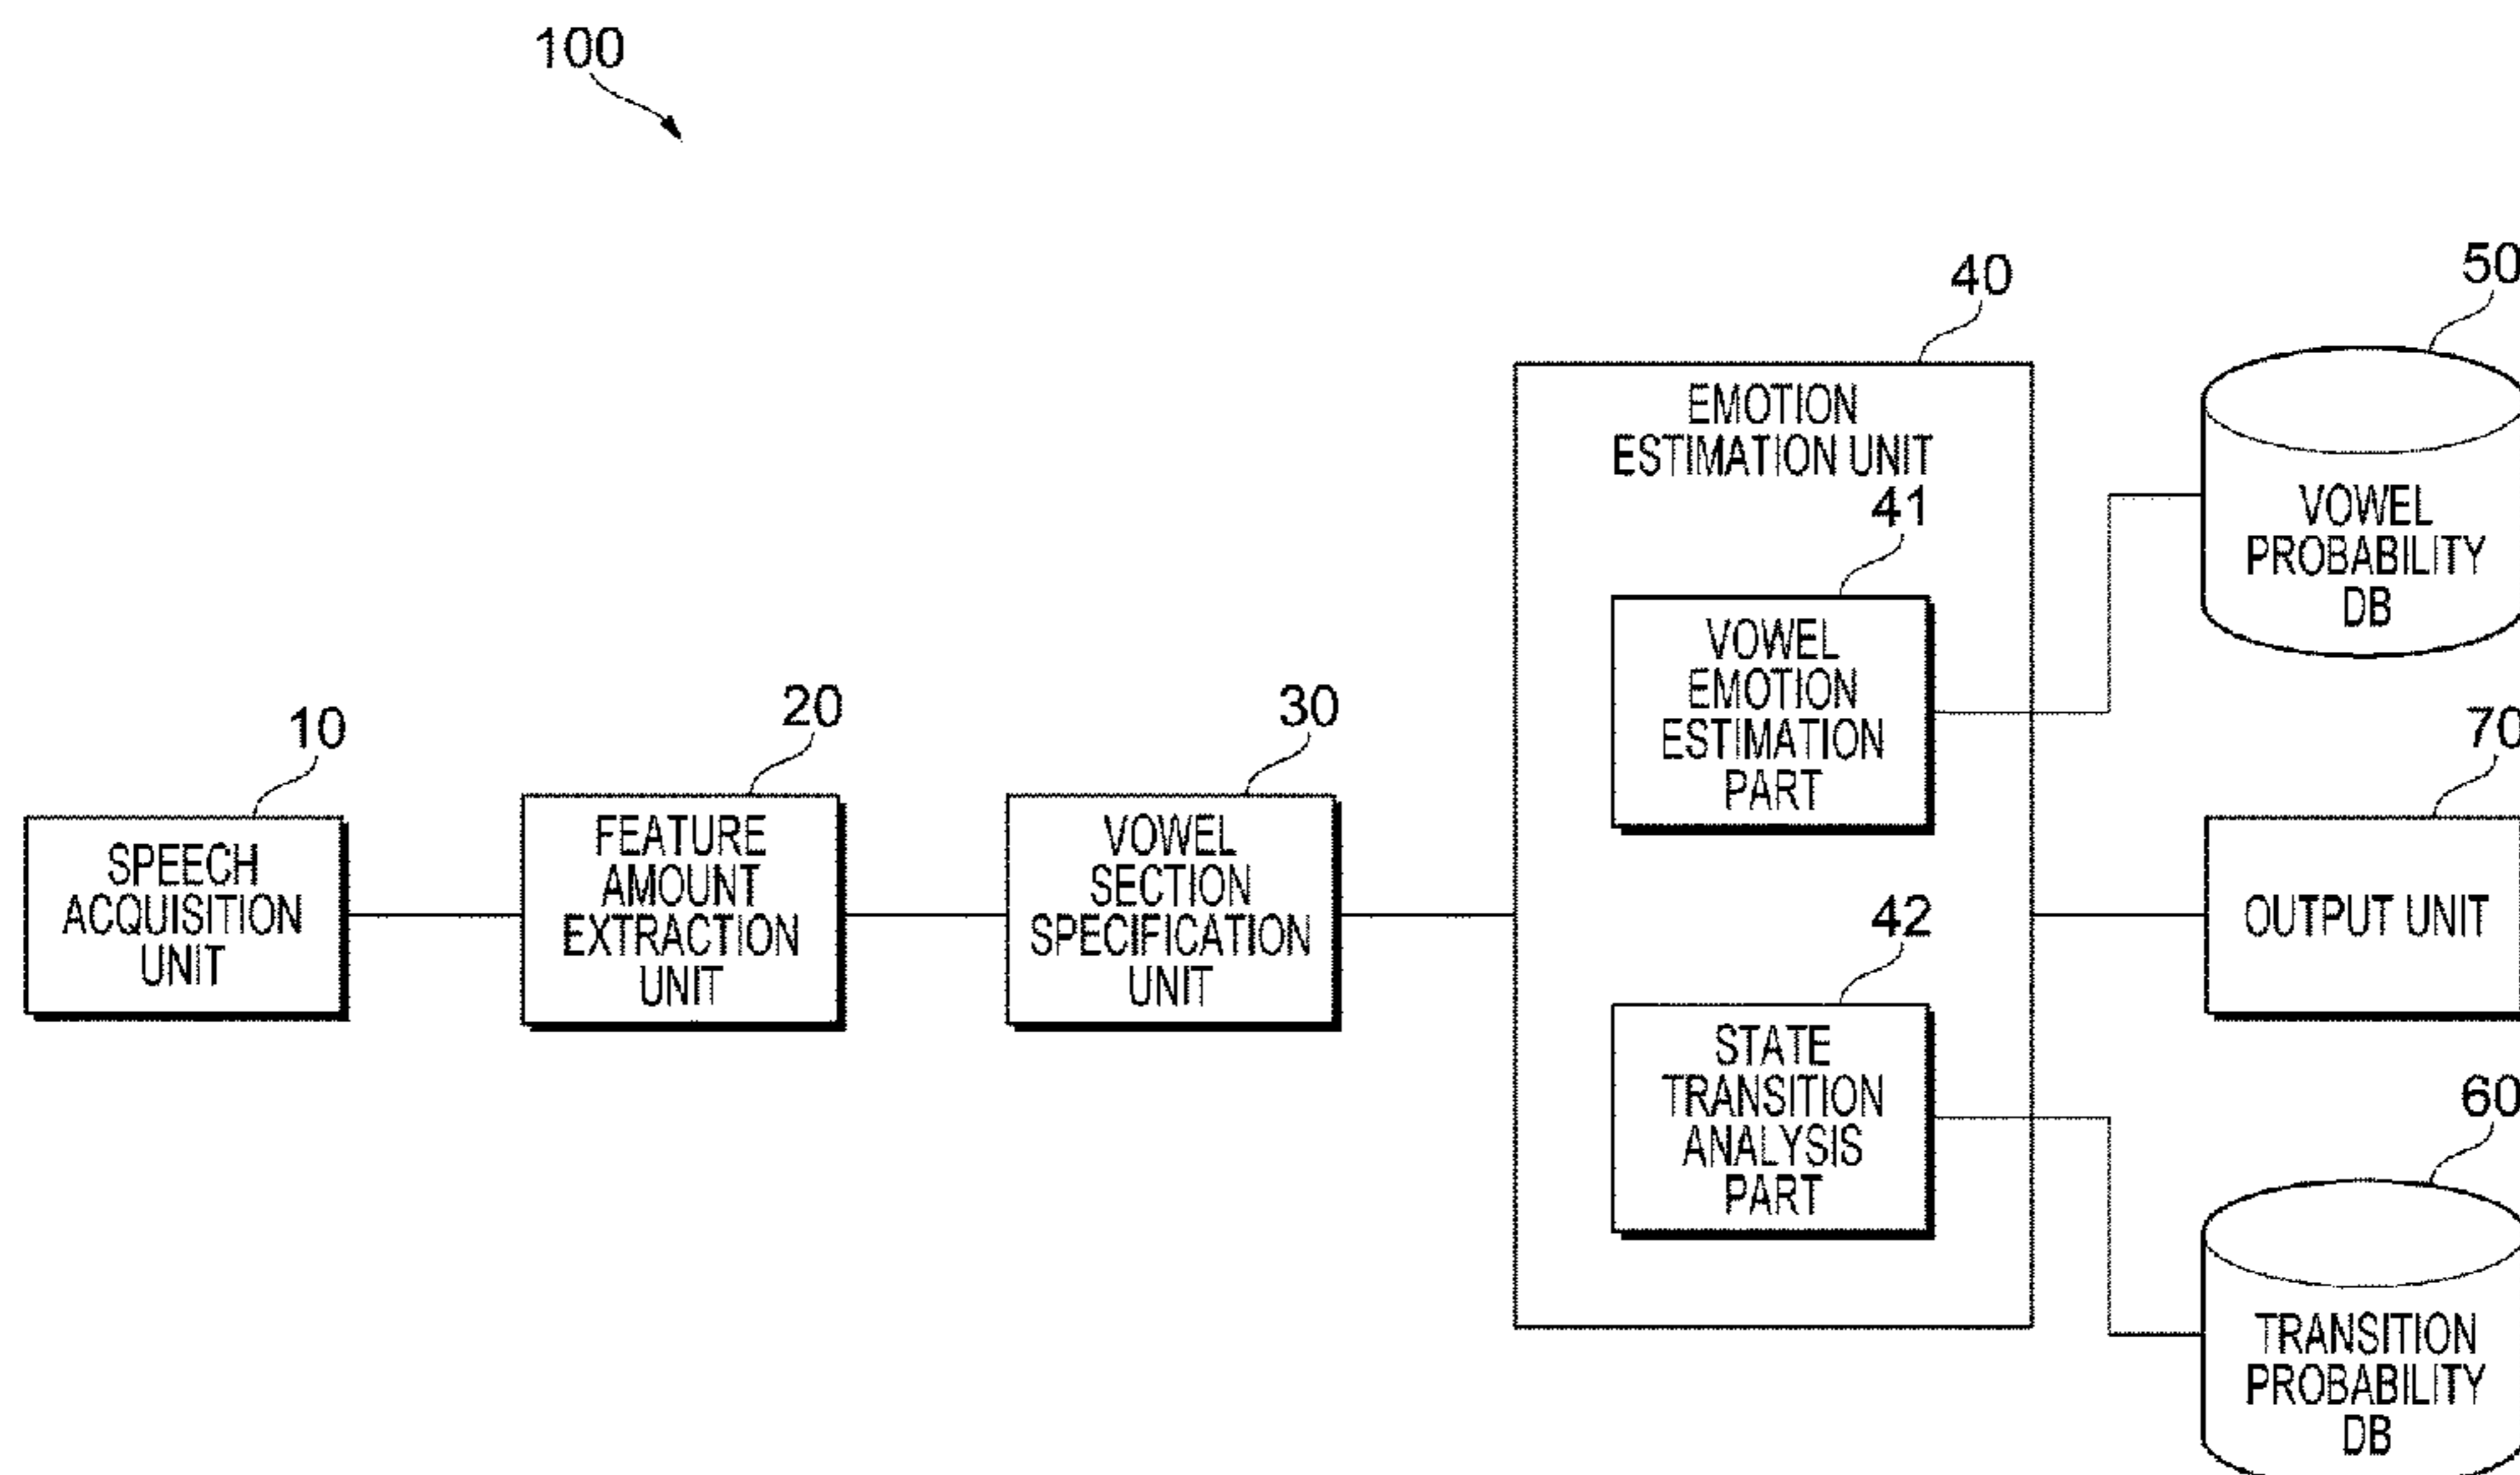 100
10
SPEECH
ACQUISITION
UNIT
20
FEATURE
AMOUNT
EXTRACTION
UNIT
30
VOWEL
SECTION
SPECIFICATION
UNIT
40
EMOTION
ESTIMATION UNIT
41
VOWEL
EMOTION
ESTIMATION
PART
42
STATE
TRANSITION
ANALYSIS
PART
50
VOWEL
PROBABILITY
DB
70
OUTPUT UNIT
60
TRANSITION
PROBABILITY
DB